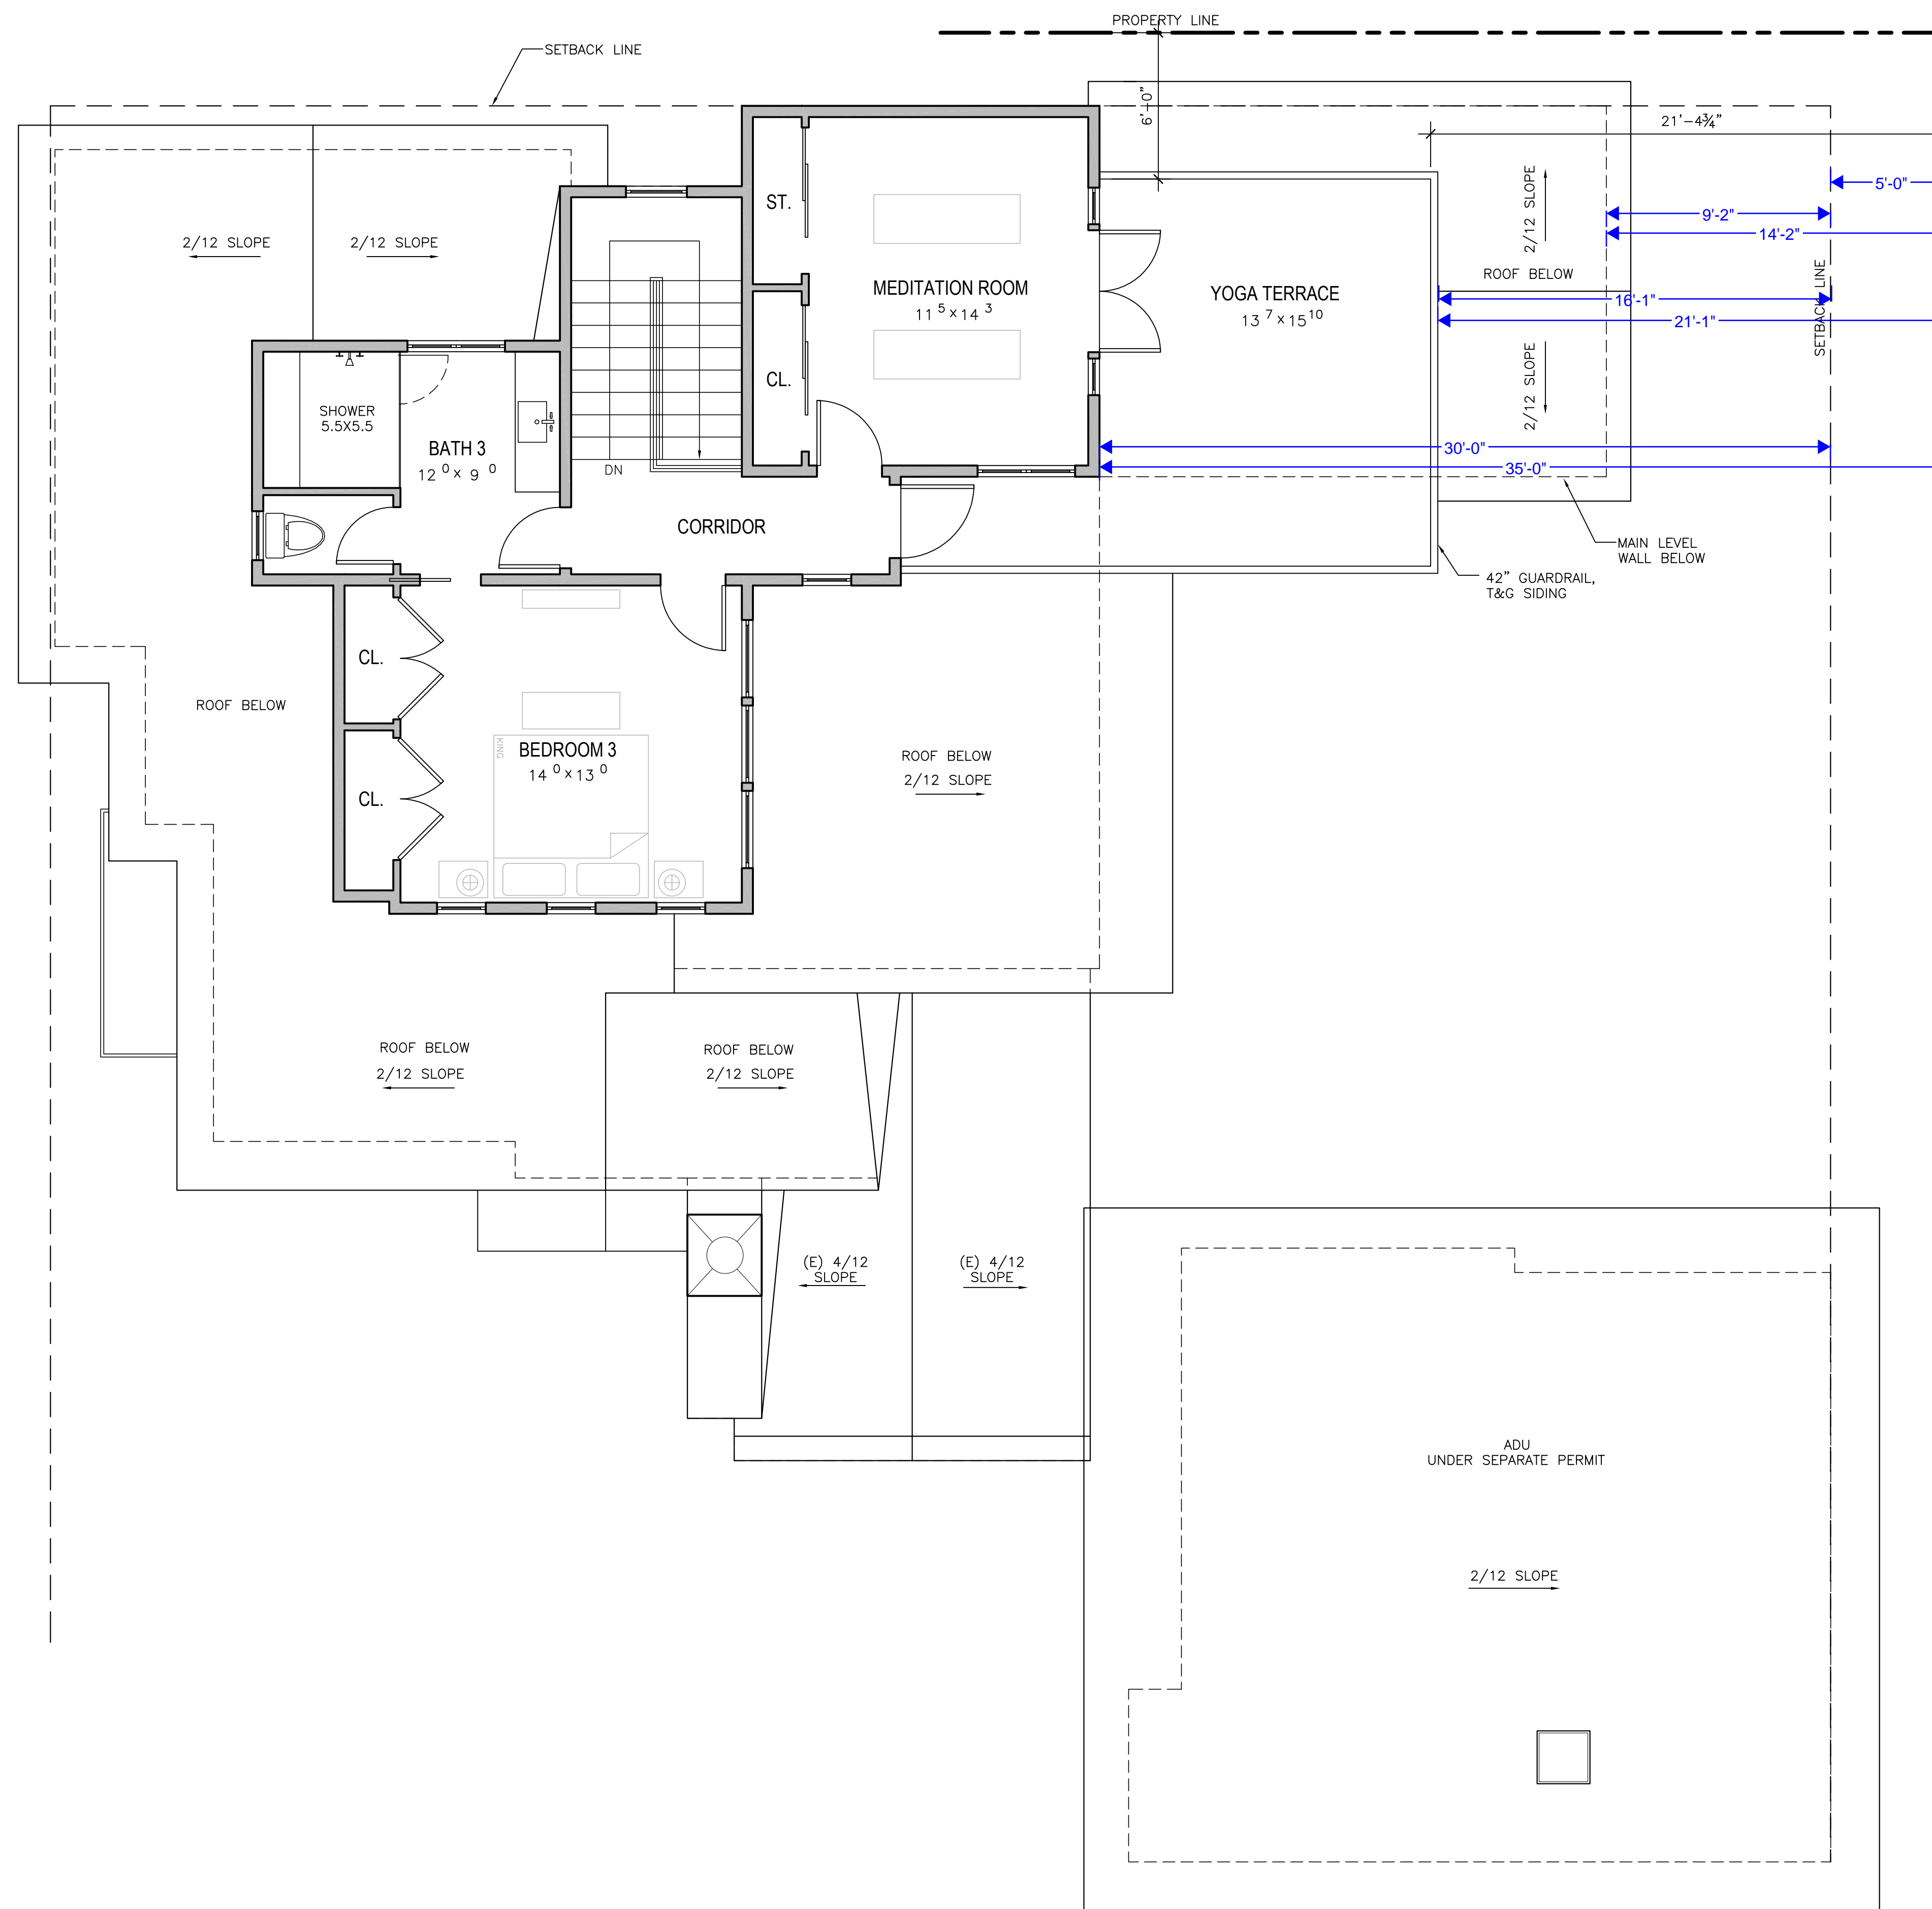 PROPERTY LINE
SETBACK LINE
6'-0"
21'-4¾"
5'-0"
9'-2"
14'-2"
2/12 SLOPE
ST.
2/12 SLOPE
2/12 SLOPE
SETBACK LINE
ROOF BELOW
MEDITATION ROOM
11 5 x 14 3
YOGA TERRACE
13 7 x 15 10
16'-1"
21'-1"
2/12 SLOPE
CL.
SHOWER
5.5X5.5
BATH 3
12 0 x 9 0
DN
30'-0"
35'-0"
CORRIDOR
MAIN LEVEL
WALL BELOW
42" GUARDRAIL,
T&G SIDING
CL.
ROOF BELOW
KING
BEDROOM 3
14 0 x 13 0
ROOF BELOW
2/12 SLOPE
CL.
ROOF BELOW
2/12 SLOPE
ROOF BELOW
2/12 SLOPE
(E) 4/12
SLOPE
(E) 4/12
SLOPE
ADU
UNDER SEPARATE PERMIT
2/12 SLOPE